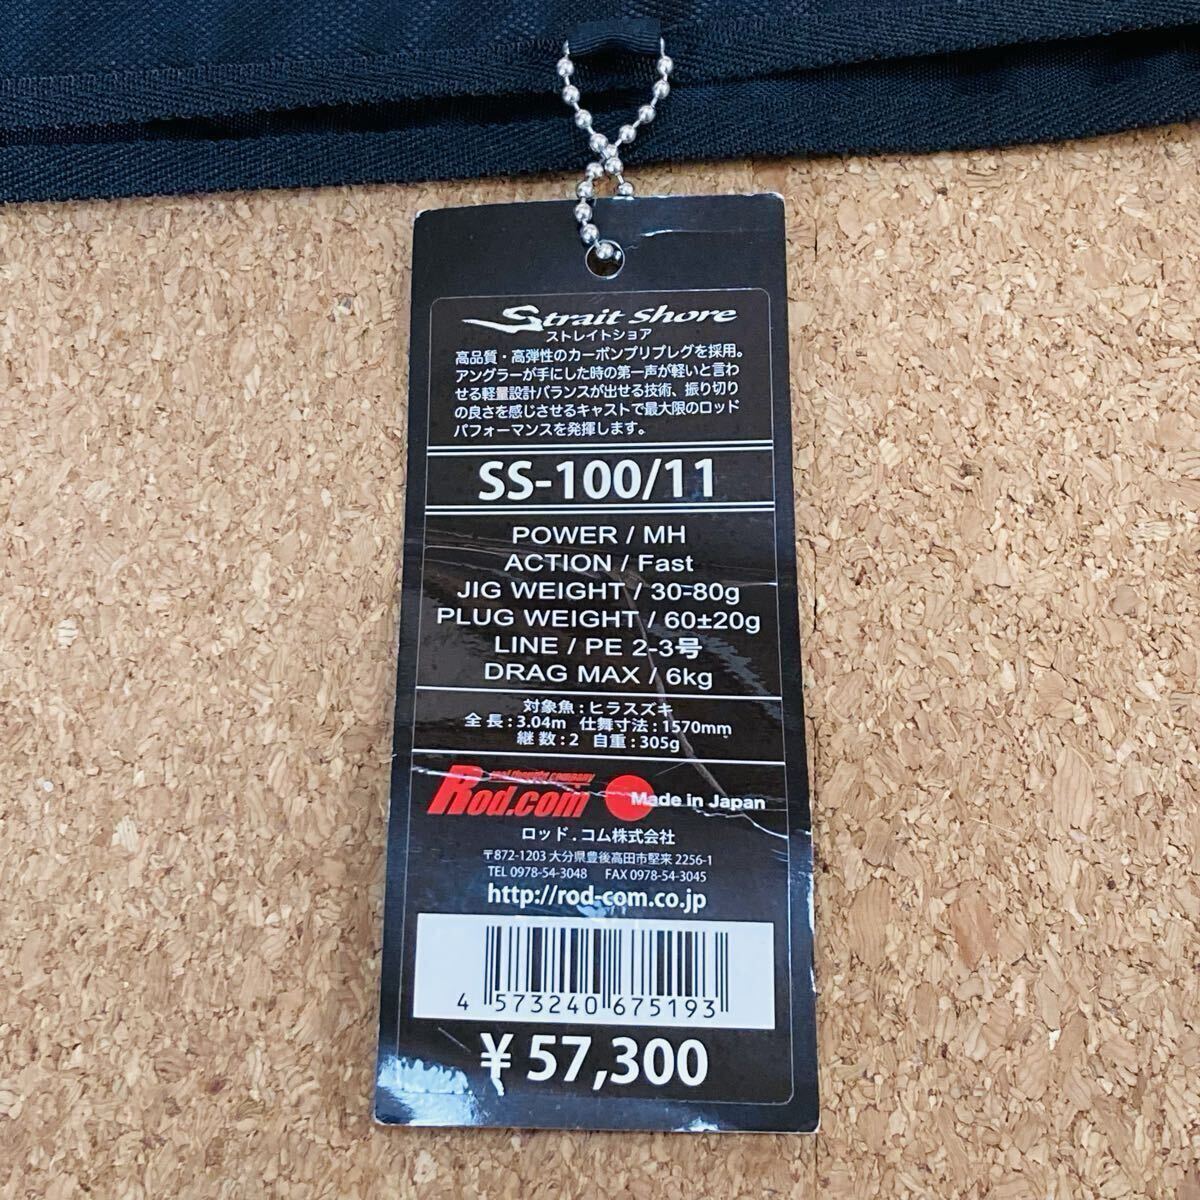 Strait Shore
ストレイトショア
高品質・高弾性のカーボンプリプレグを採用。
アングラーが手にした時の第一声が軽いと言わ
せる軽量設計バランスが出せる技術、振り切り
の良さを感じさせるキャストで最大限のロッド
パフォーマンスを発揮します。
SS-100/11
POWER / MH
ACTION / Fast
JIG WEIGHT / 30-80g
PLUG WEIGHT / 60±20g
LINE / PE 2-3号
DRAG MAX / 6kg
対象魚：ヒラスズキ
全長：3.04m 仕舞寸法：1570mm
継数：2 自重：305g
real thought company
Rod.com Made in Japan
ロッド.コム株式会社
〒872-1203 大分県豊後高田市堅来 2256-1
TEL 0978-54-3048 FAX 0978-54-3045
http://rod-com.co.jp
4 573240 675193
¥ 57,300